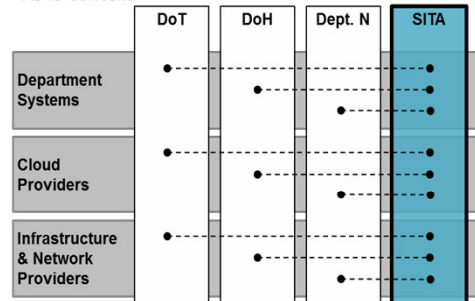 DoT DoH Dept. N SITA
Department
Systems
Cloud
Providers
Infrastructure
& Network
Providers